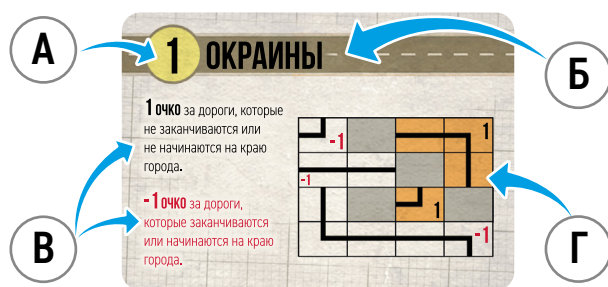 А
1 ОКРАИНЫ
Б
1 ОЧКО за дороги, которые
не заканчиваются или
не начинаются на краю
города.
-1 ОЧКО за дороги,
которые заканчиваются
или начинаются на краю
города.
В
-1
1
-1
1
-1
Г